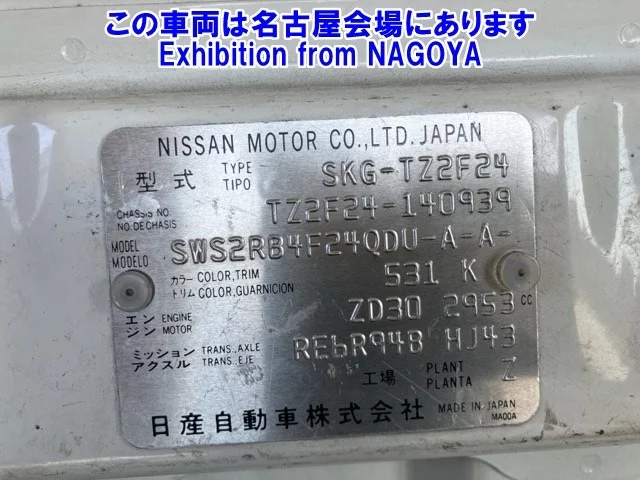 この車両は名古屋会場にあります
Exhibition from NAGOYA
NISSAN MOTOR CO.,LTD. JAPAN
型式 TYPE TIPO SKG-TZ2F24
CHASSIS NO. NO.DE CHASIS TZ2F24-140939
MODEL MODELO SWS2RB4F24QDU-A-A-
カラー COLOR,TRIM
トリム COLOR,GUARNICION 531 K
エンジン ENGINE MOTOR ZD30 2953 cc
ミッション TRANS.,AXLE
アクスル TRANS.,EJE RE6R94B HJ43
工場 PLANT PLANTA Z
日産自動車株式会社 MADE IN JAPAN
MA00A